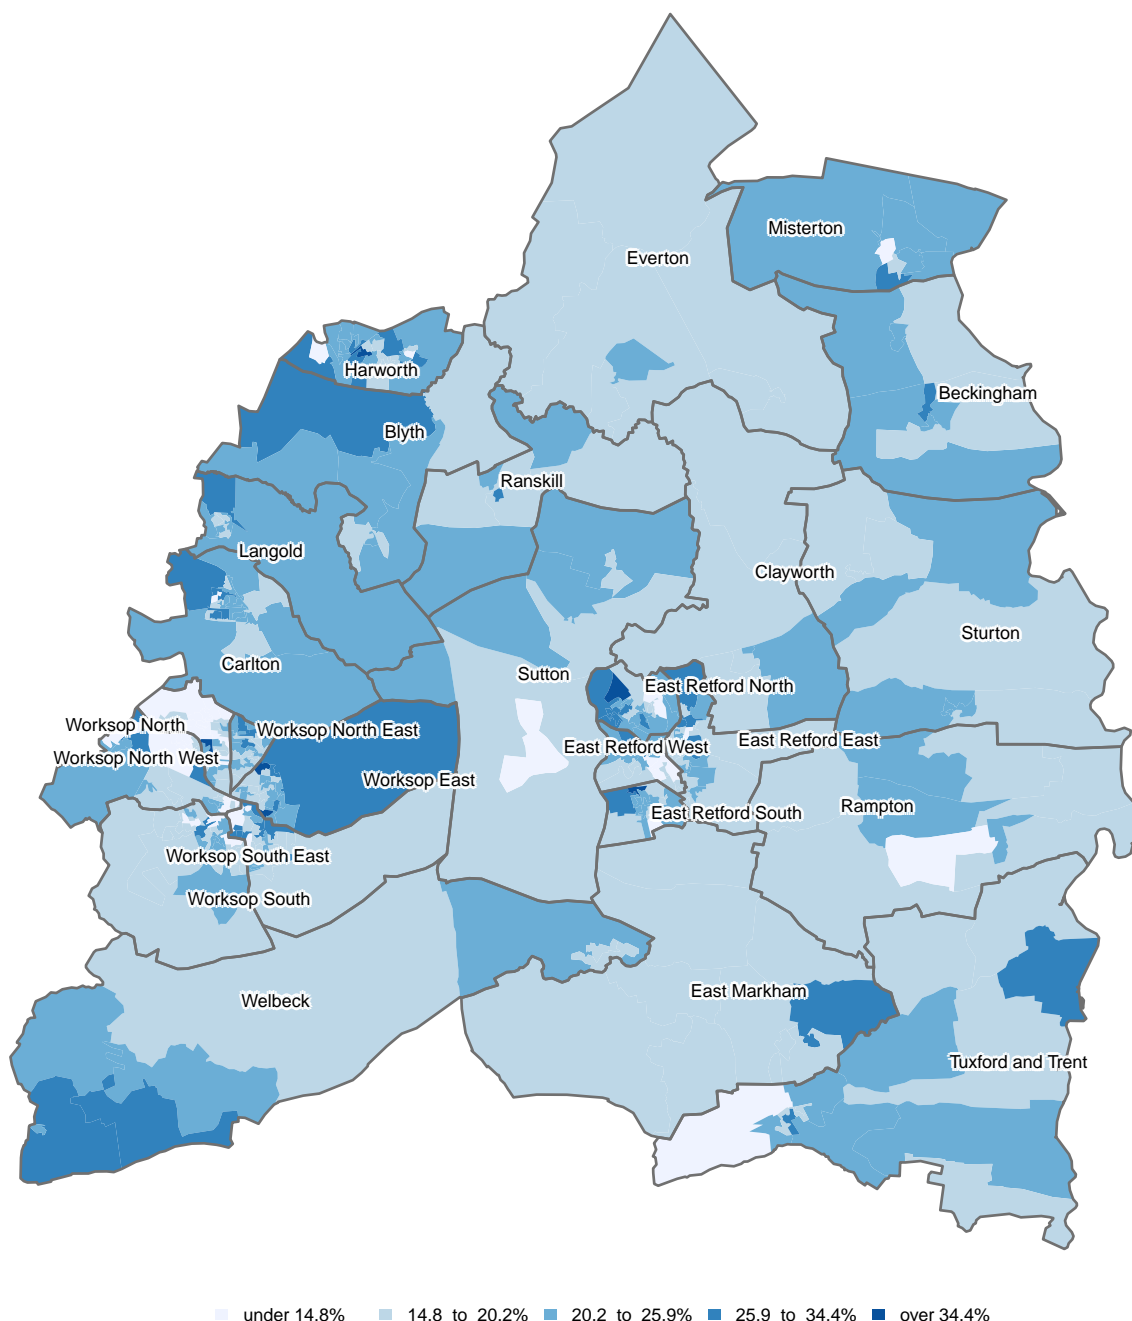 Misterton
Everton
Harworth
Beckingham
Blyth
Ranskill
Langold
Clayworth
Sturton
Carlton
Sutton
East Retford North
Worksop North
Worksop North East
East Retford West
East Retford East
Worksop North West
Worksop East
Rampton
East Retford South
Worksop South East
Worksop South
East Markham
Welbeck
Tuxford and Trent
under 14.8% 14.8 to 20.2% 20.2 to 25.9% 25.9 to 34.4% over 34.4%